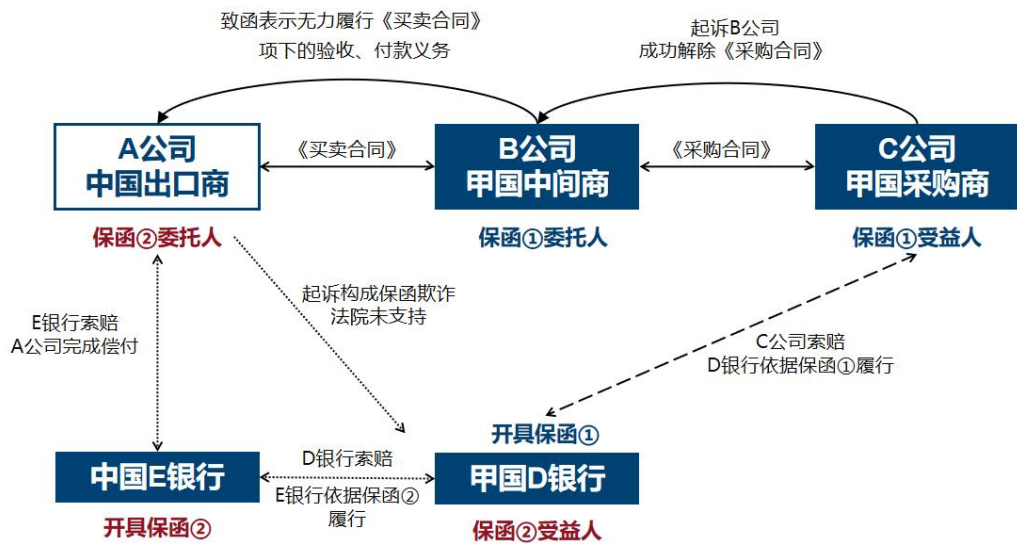 致函表示无力履行《买卖合同》
项下的验收、付款义务
起诉B公司
成功解除《采购合同》
A公司
中国出口商
《买卖合同》
B公司
甲国中间商
《采购合同》
C公司
甲国采购商
保函②委托人
保函①委托人
保函①受益人
E银行索赔
A公司完成偿付
起诉构成保函欺诈
法院未支持
C公司索赔
D银行依据保函①履行
开具保函①
中国E银行
D银行索赔
E银行依据保函②
履行
甲国D银行
开具保函②
保函②受益人